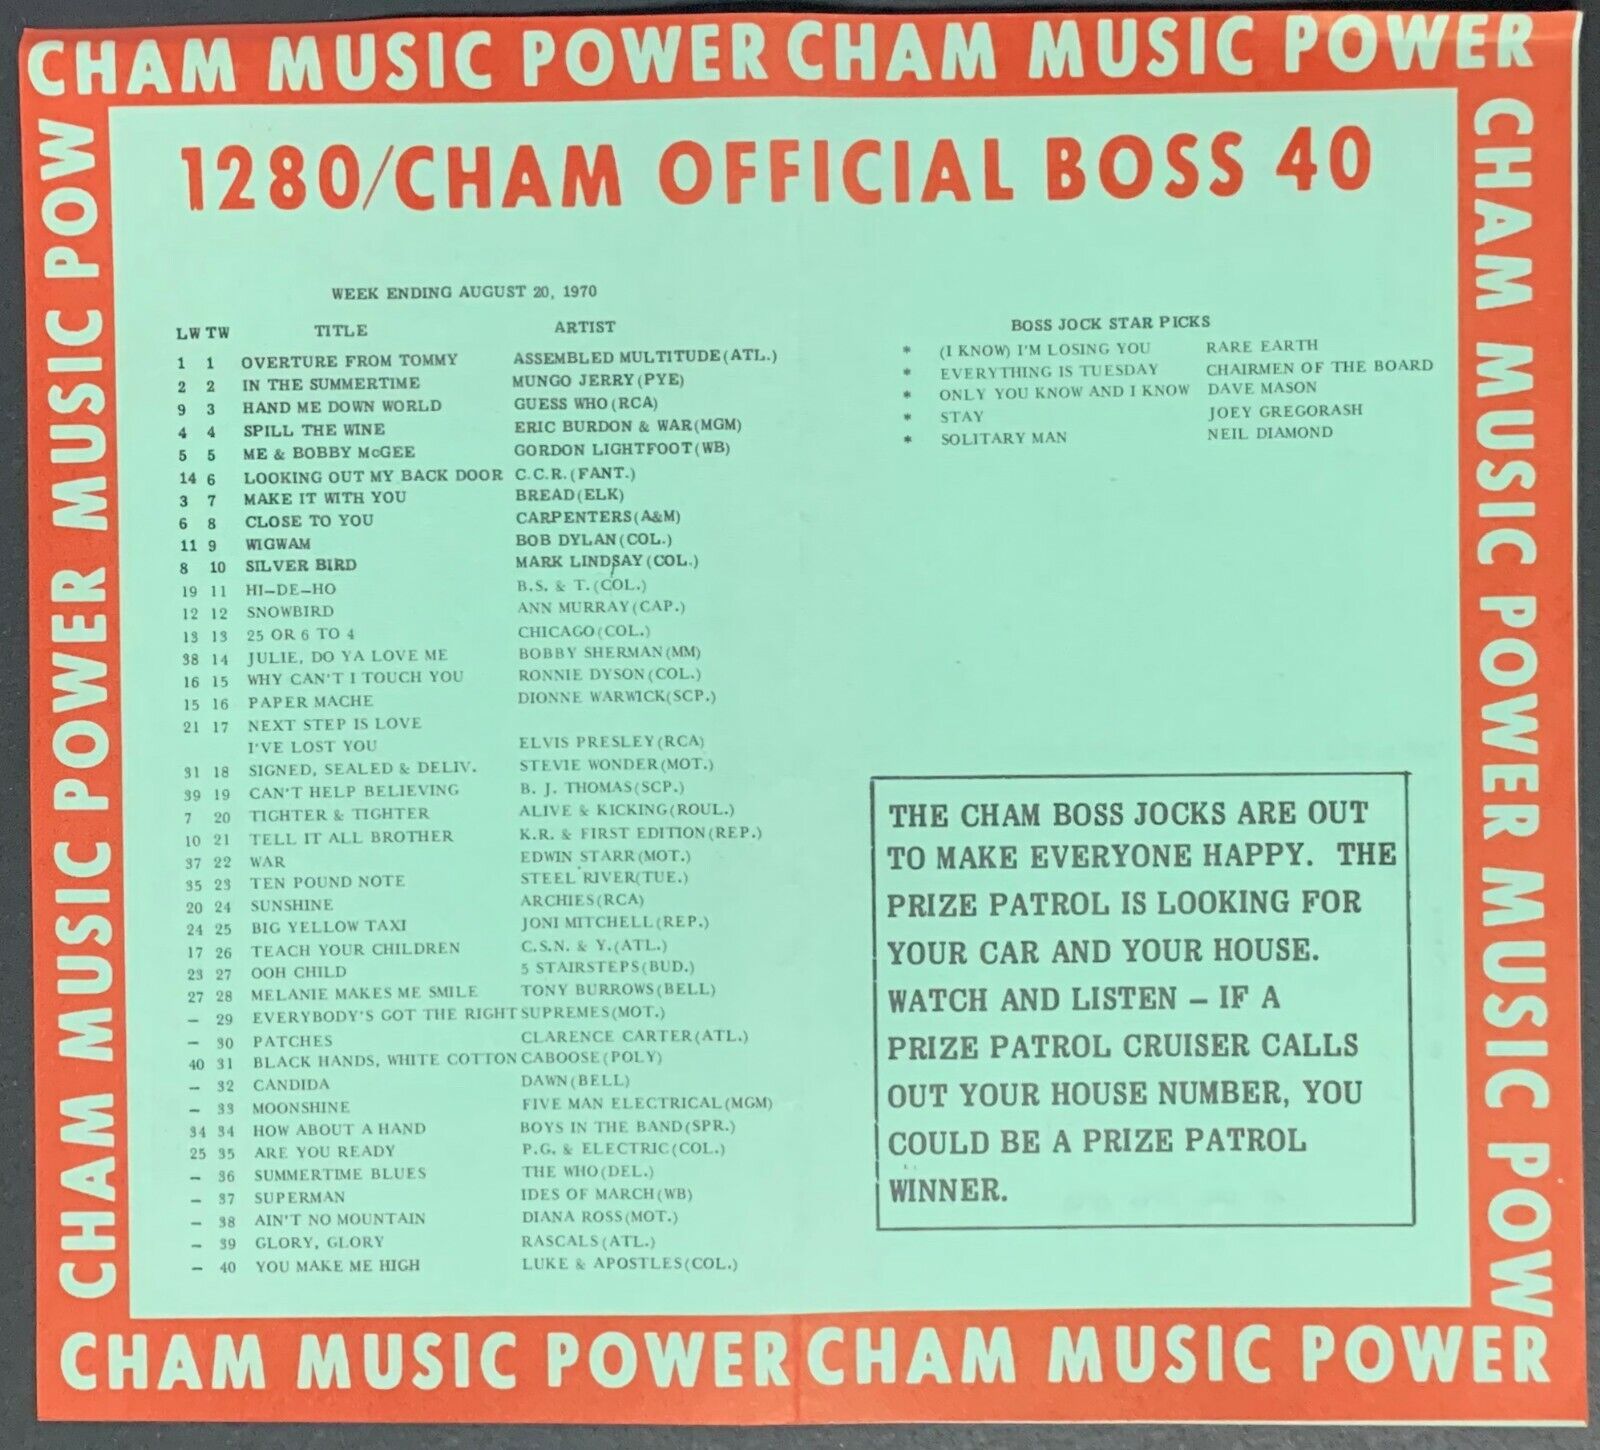 CHAM MUSIC POWER CHAM MUSIC POWER
CHAM MUSIC POWER MUSIC POW
CHAM MUSIC POWER MUSIC POW
1280/CHAM OFFICIAL BOSS 40
WEEK ENDING AUGUST 20, 1970
LW TW TITLE ARTIST
1 1 OVERTURE FROM TOMMY ASSEMBLED MULTITUDE(ATL.)
2 2 IN THE SUMMERTIME MUNGO JERRY(PYE)
9 3 HAND ME DOWN WORLD GUESS WHO(RCA)
4 4 SPILL THE WINE ERIC BURDON & WAR(MGM)
5 5 ME & BOBBY McGEE GORDON LIGHTFOOT(WB)
14 6 LOOKING OUT MY BACK DOOR C.C.R.(FANT.)
3 7 MAKE IT WITH YOU BREAD(ELK)
6 8 CLOSE TO YOU CARPENTERS(A&M)
11 9 WIGWAM BOB DYLAN(COL.)
8 10 SILVER BIRD MARK LINDSAY(COL.)
19 11 HI-DE-HO B.S. & T.(COL.)
12 12 SNOWBIRD ANN MURRAY(CAP.)
13 13 25 OR 6 TO 4 CHICAGO(COL.)
38 14 JULIE, DO YA LOVE ME BOBBY SHERMAN(MM)
16 15 WHY CAN'T I TOUCH YOU RONNIE DYSON(COL.)
15 16 PAPER MACHE DIONNE WARWICK(SCP.)
21 17 NEXT STEP IS LOVE
I'VE LOST YOU ELVIS PRESLEY(RCA)
31 18 SIGNED, SEALED & DELIV. STEVIE WONDER(MOT.)
39 19 CAN'T HELP BELIEVING B. J. THOMAS(SCP.)
7 20 TIGHTER & TIGHTER ALIVE & KICKING(ROUL.)
10 21 TELL IT ALL BROTHER K.R. & FIRST EDITION(REP.)
37 22 WAR EDWIN STARR(MOT.)
35 23 TEN POUND NOTE STEEL RIVER(TUE.)
20 24 SUNSHINE ARCHIES(RCA)
24 25 BIG YELLOW TAXI JONI MITCHELL(REP.)
17 26 TEACH YOUR CHILDREN C.S.N. & Y.(ATL.)
23 27 OOH CHILD 5 STAIRSTEPS(BUD.)
27 28 MELANIE MAKES ME SMILE TONY BURROWS(BELL)
- 29 EVERYBODY'S GOT THE RIGHT SUPREMES(MOT.)
- 30 PATCHES CLARENCE CARTER(ATL.)
40 31 BLACK HANDS, WHITE COTTON CABOOSE(POLY)
- 32 CANDIDA DAWN(BELL)
- 33 MOONSHINE FIVE MAN ELECTRICAL(MGM)
34 34 HOW ABOUT A HAND BOYS IN THE BAND(SPR.)
25 35 ARE YOU READY P.G. & ELECTRIC(COL.)
- 36 SUMMERTIME BLUES THE WHO(DEL.)
- 37 SUPERMAN IDES OF MARCH(WB)
- 38 AIN'T NO MOUNTAIN DIANA ROSS(MOT.)
- 39 GLORY, GLORY RASCALS(ATL.)
- 40 YOU MAKE ME HIGH LUKE & APOSTLES(COL.)
BOSS JOCK STAR PICKS
* (I KNOW) I'M LOSING YOU RARE EARTH
* EVERYTHING IS TUESDAY CHAIRMEN OF THE BOARD
* ONLY YOU KNOW AND I KNOW DAVE MASON
* STAY JOEY GREGORASH
* SOLITARY MAN NEIL DIAMOND
THE CHAM BOSS JOCKS ARE OUT
TO MAKE EVERYONE HAPPY. THE
PRIZE PATROL IS LOOKING FOR
YOUR CAR AND YOUR HOUSE.
WATCH AND LISTEN - IF A
PRIZE PATROL CRUISER CALLS
OUT YOUR HOUSE NUMBER, YOU
COULD BE A PRIZE PATROL
WINNER.
CHAM MUSIC POWER CHAM MUSIC POWER